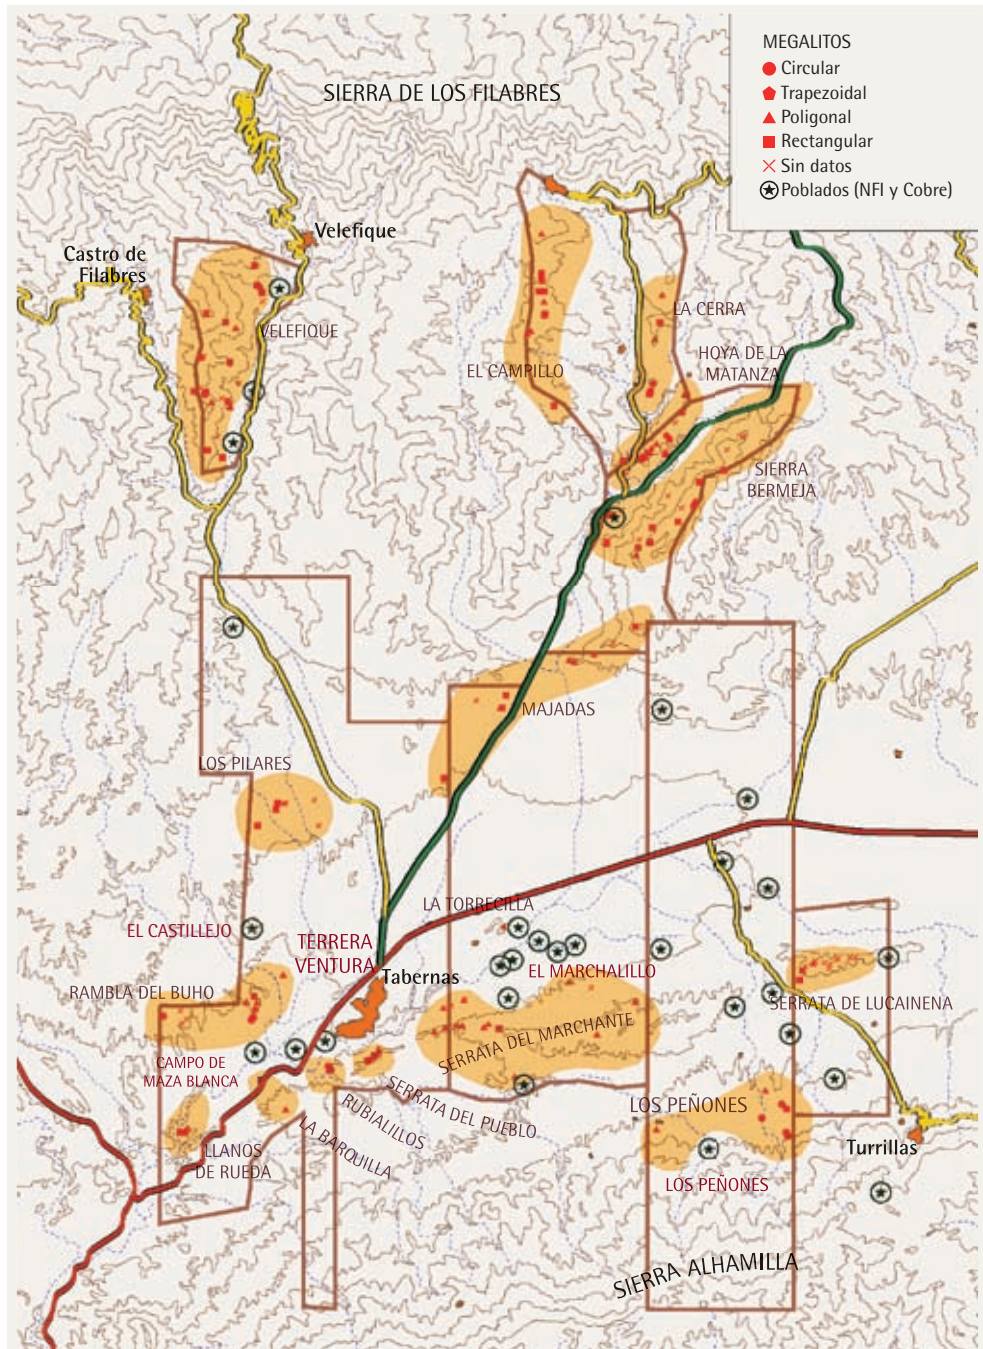 MEGALITOS
Circular
Trapezoidal
Poligonal
Rectangular
Sin datos
Poblados (NFI y Cobre)
SIERRA DE LOS FILABRES
Velefique
Castro de
Filabres
VELEFIQUE
LA CERRA
HOYA DE LA
MATANZA
EL CAMPILLO
SIERRA
BERMEJA
MAJADAS
LOS PILARES
LA TORRECILLA
EL CASTILLEJO
TERRERA
VENTURA
Tabernas
EL MARCHALILLO
RAMBLA DEL BUHO
SERRATA DE LUCAINENA
SERRATA DEL MARCHANTE
CAMPO DE
MAZA BLANCA
SERRATA DEL PUEBLO
RUBIALILLOS
LA BARQUILLA
LOS PEÑONES
LLANOS
DE RUEDA
Turrillas
LOS PEÑONES
SIERRA ALHAMILLA